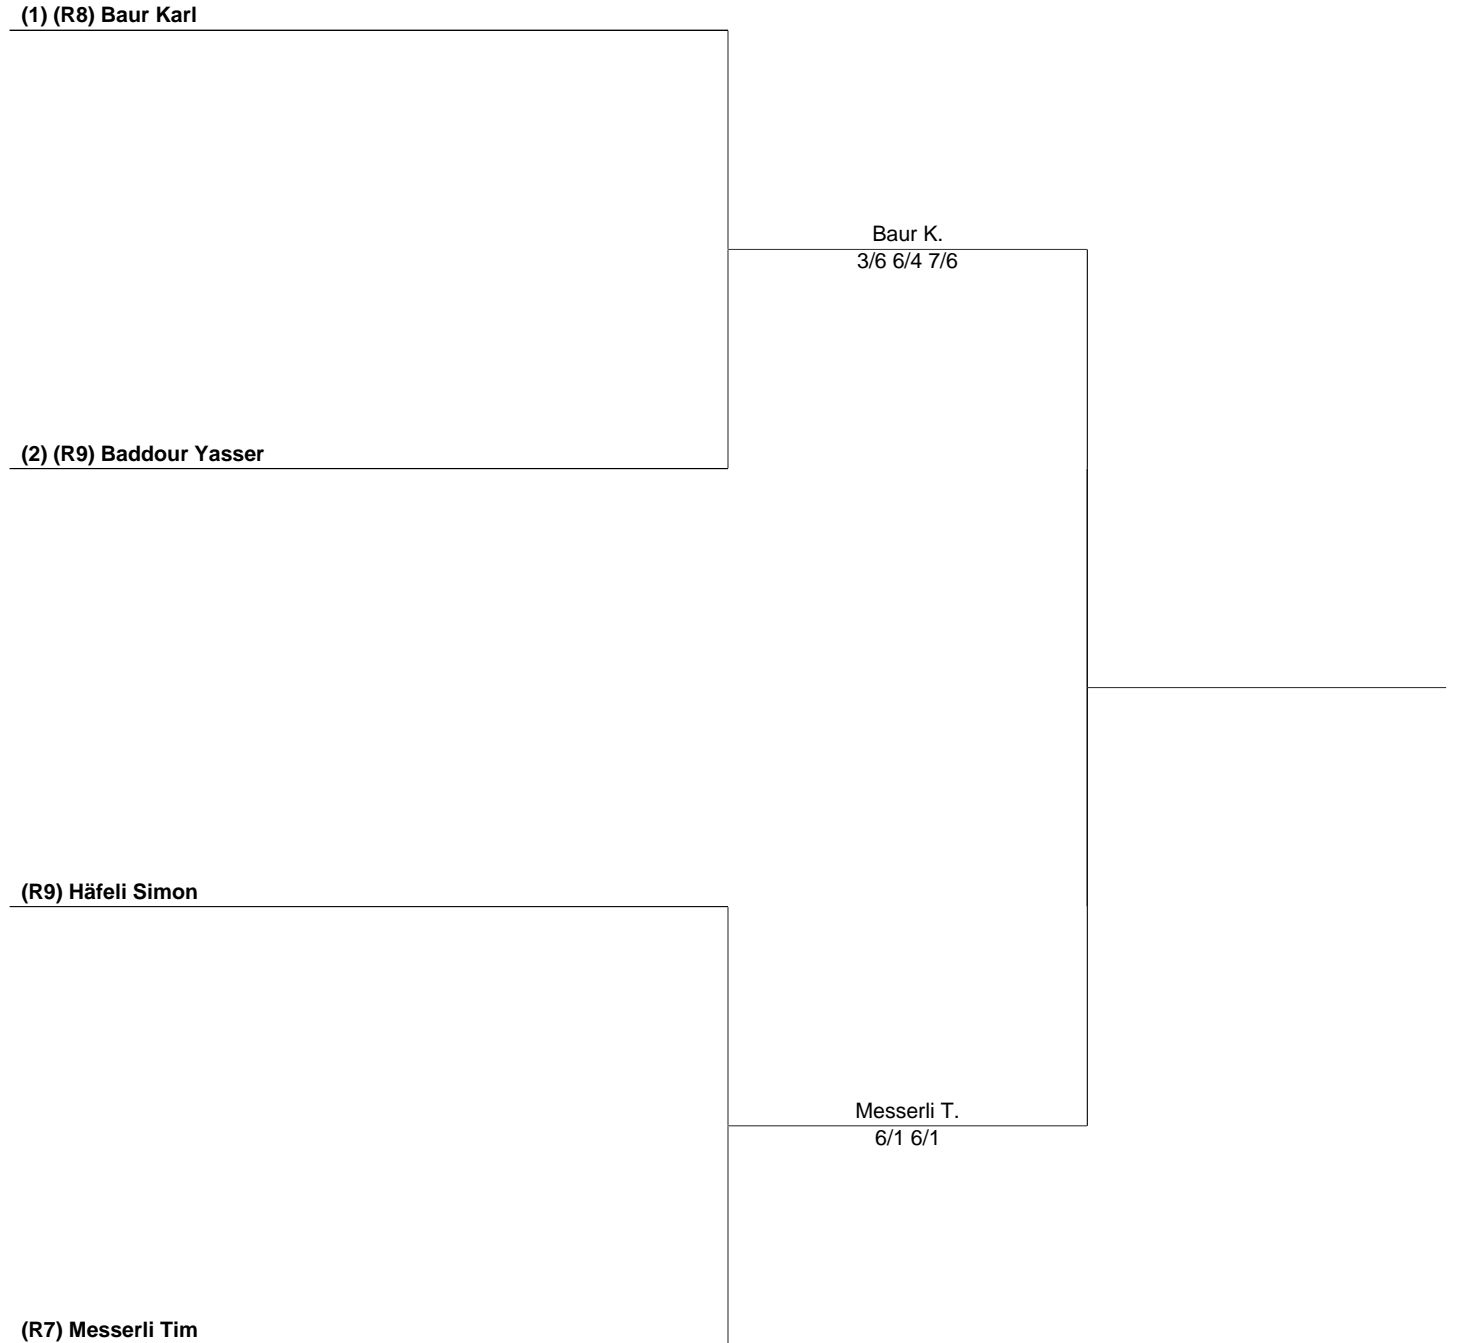 (1) (R8) Baur Karl
Baur K.
3/6 6/4 7/6
(2) (R9) Baddour Yasser
(R9) Häfeli Simon
Messerli T.
6/1 6/1
(R7) Messerli Tim